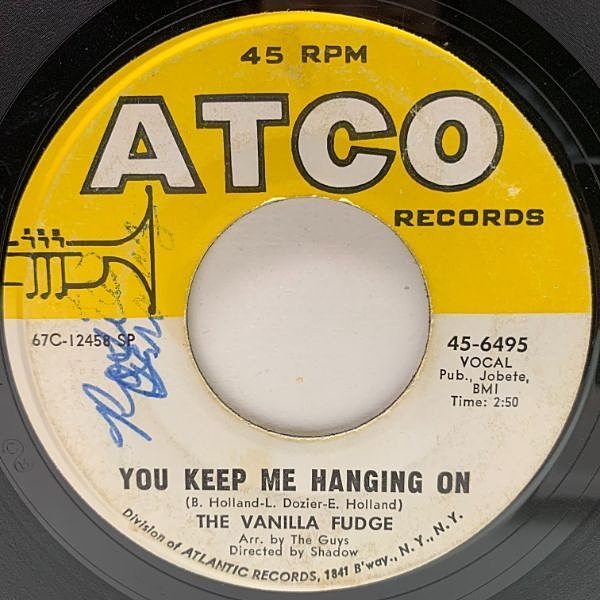 45 RPM
ATCO
RECORDS
67C-12458 SP
45-6495
VOCAL
Pub., Jobete,
BMI
Time: 2:50
YOU KEEP ME HANGING ON
(B. Holland-L. Dozier-E. Holland)
THE VANILLA FUDGE
Arr. by The Guys
Directed by Shadow
Division of ATLANTIC RECORDS, 1841 B'way., N.Y., N.Y.